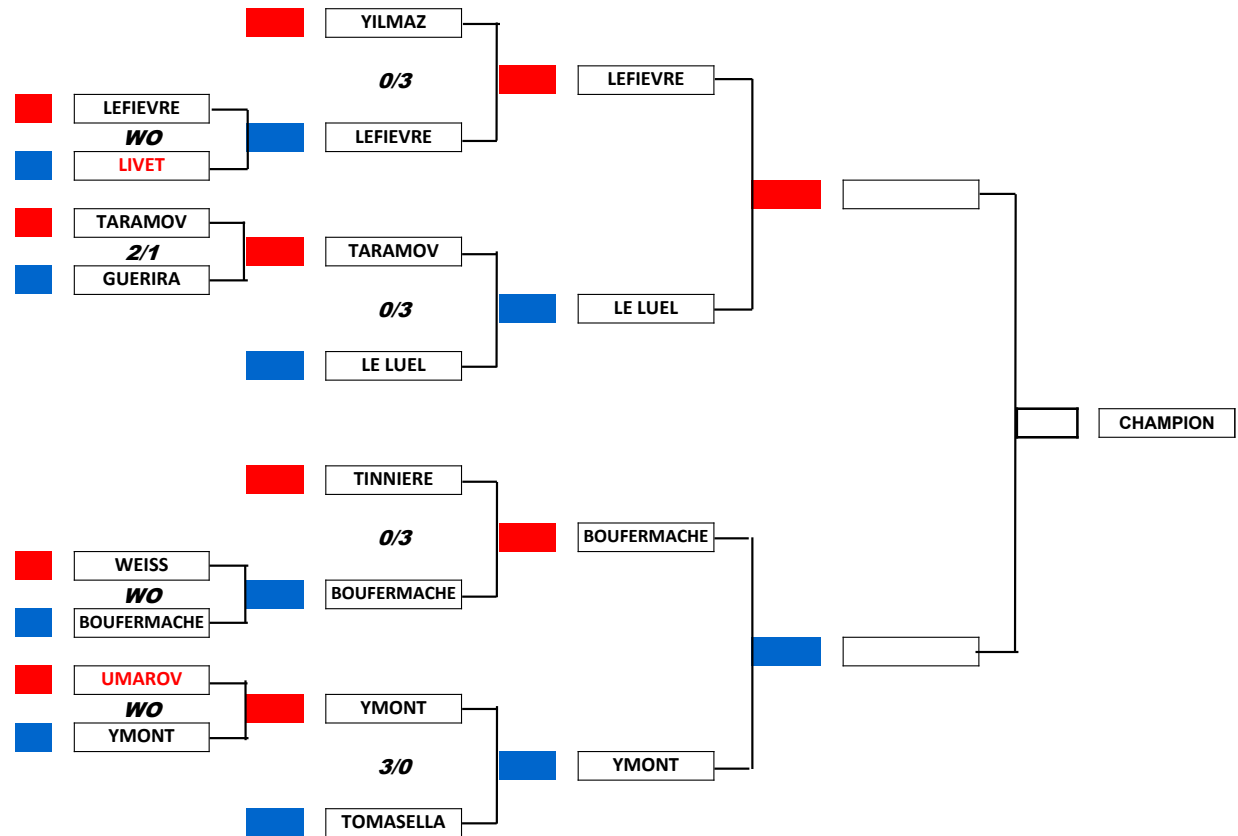 YILMAZ
0/3
LEFIEVRE
LEFIEVRE
WO
LEFIEVRE
LIVET
TARAMOV
2/1
TARAMOV
GUERIRA
0/3
LE LUEL
LE LUEL
CHAMPION
TINNIERE
0/3
BOUFERMACHE
WEISS
WO
BOUFERMACHE
BOUFERMACHE
UMAROV
WO
YMONT
YMONT
3/0
YMONT
TOMASELLA